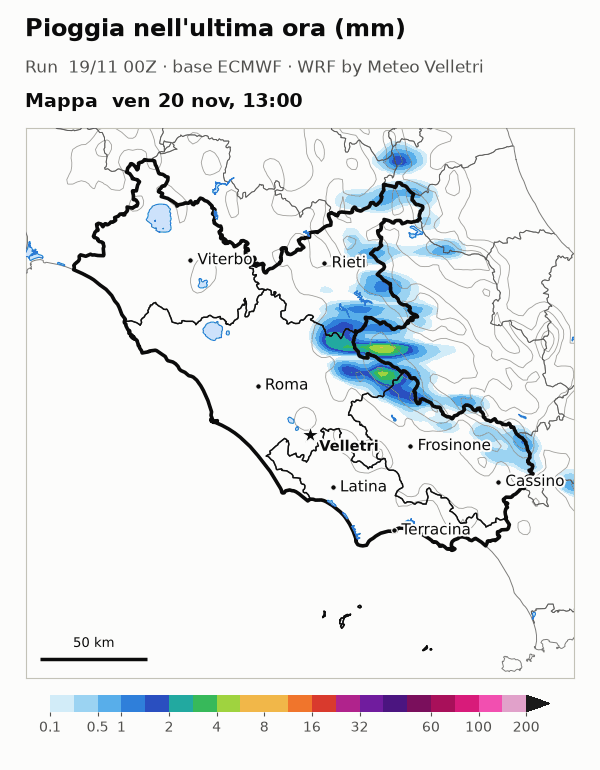 Pioggia nell'ultima ora (mm)
Run 19/11 00Z · base ECMWF · WRF by Meteo Velletri
Mappa ven 20 nov, 13:00
Viterbo
Rieti
Roma
Velletri
Frosinone
Latina
Cassino
Terracina
50 km
0.1 0.5 1 2 4 8 16 32 60 100 200